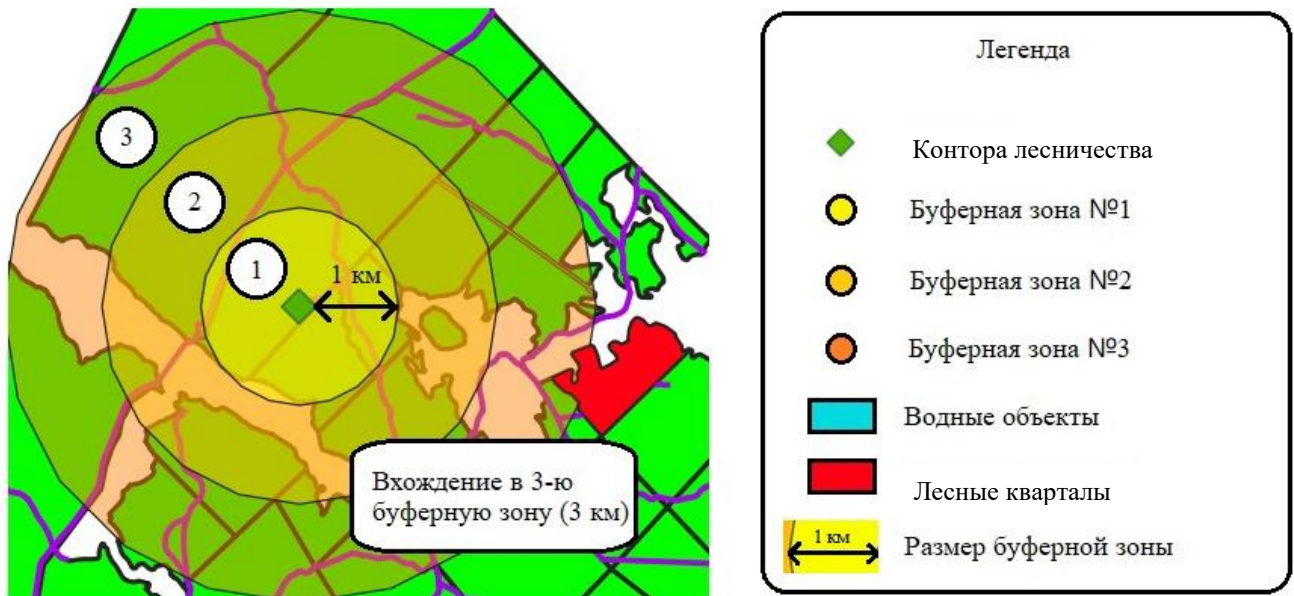 3
2
1
1 км
Вхождение в 3-ю
буферную зону (3 км)
Легенда
Контора лесничества
Буферная зона №1
Буферная зона №2
Буферная зона №3
Водные объекты
Лесные кварталы
1 км
Размер буферной зоны